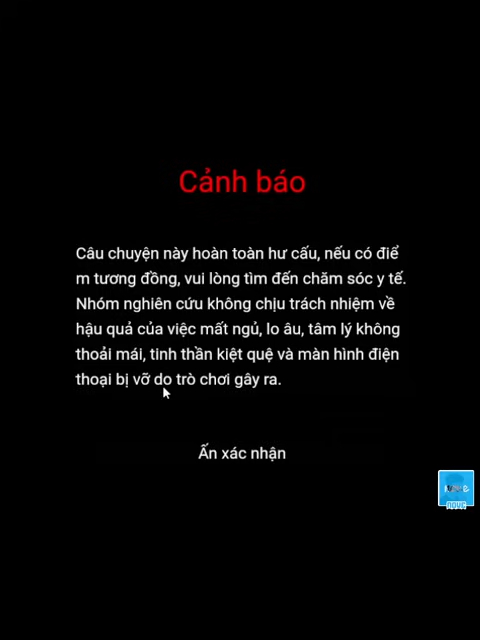 Cảnh báo
Câu chuyện này hoàn toàn hư cấu, nếu có điể
m tương đồng, vui lòng tìm đến chăm sóc y tế.
Nhóm nghiên cứu không chịu trách nhiệm về
hậu quả của việc mất ngủ, lo âu, tâm lý không
thoải mái, tinh thần kiệt quệ và màn hình điện
thoại bị vỡ do trò chơi gây ra.
Ấn xác nhận